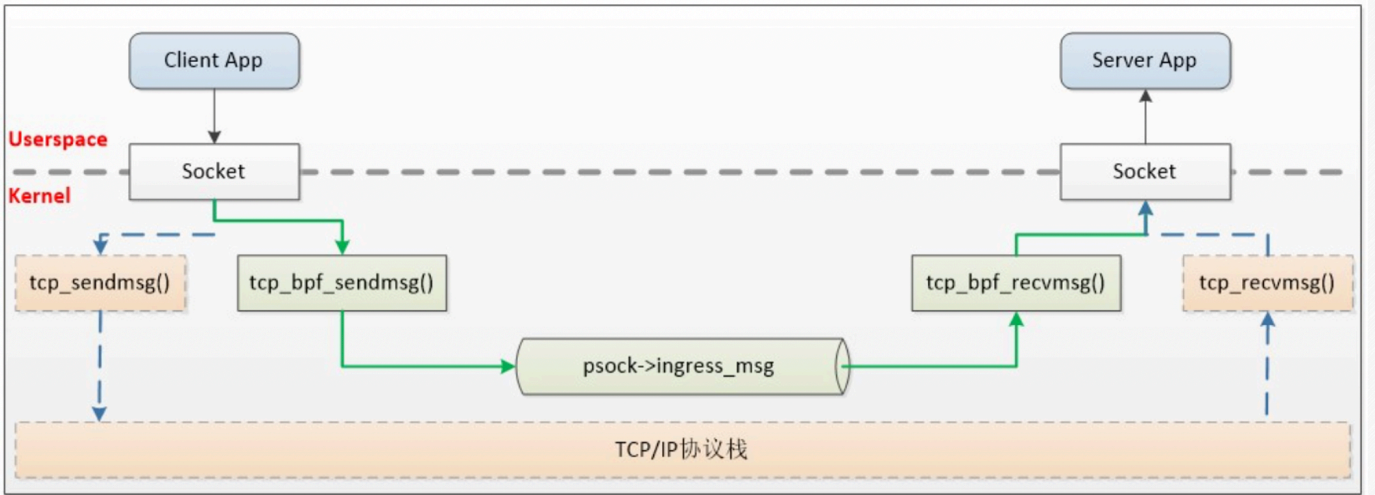 Client App
Server App
Userspace
Socket
Socket
Kernel
tcp_sendmsg()
tcp_bpf_sendmsg()
tcp_bpf_recvmsg()
tcp_recvmsg()
psock->ingress_msg
TCP/IP协议栈